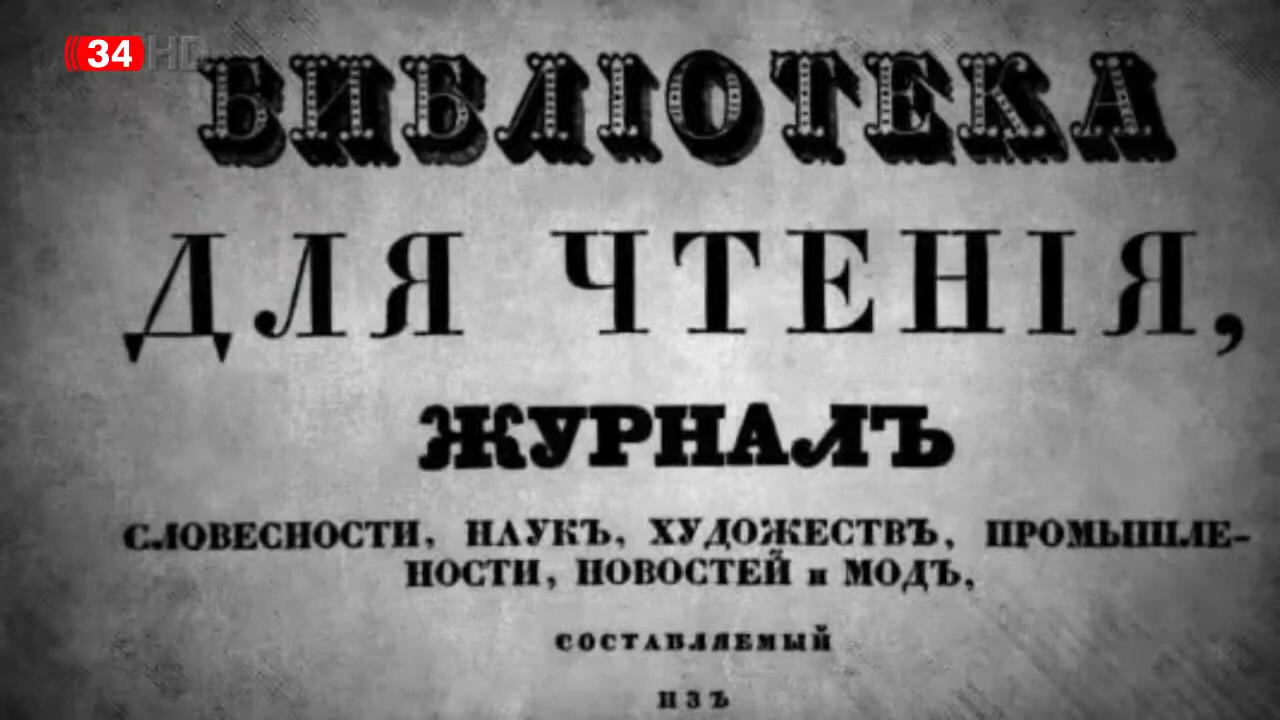 34 HD
БИБЛІОТЕКА
ДЛЯ ЧТЕНІЯ,
ЖУРНАЛЪ
СЛОВЕСНОСТИ, НАУКЪ, ХУДОЖЕСТВЪ, ПРОМЫШЛЕ-
НОСТИ, НОВОСТЕЙ и МОДЪ,
СОСТАВЛЯЕМЫЙ
ИЗЪ